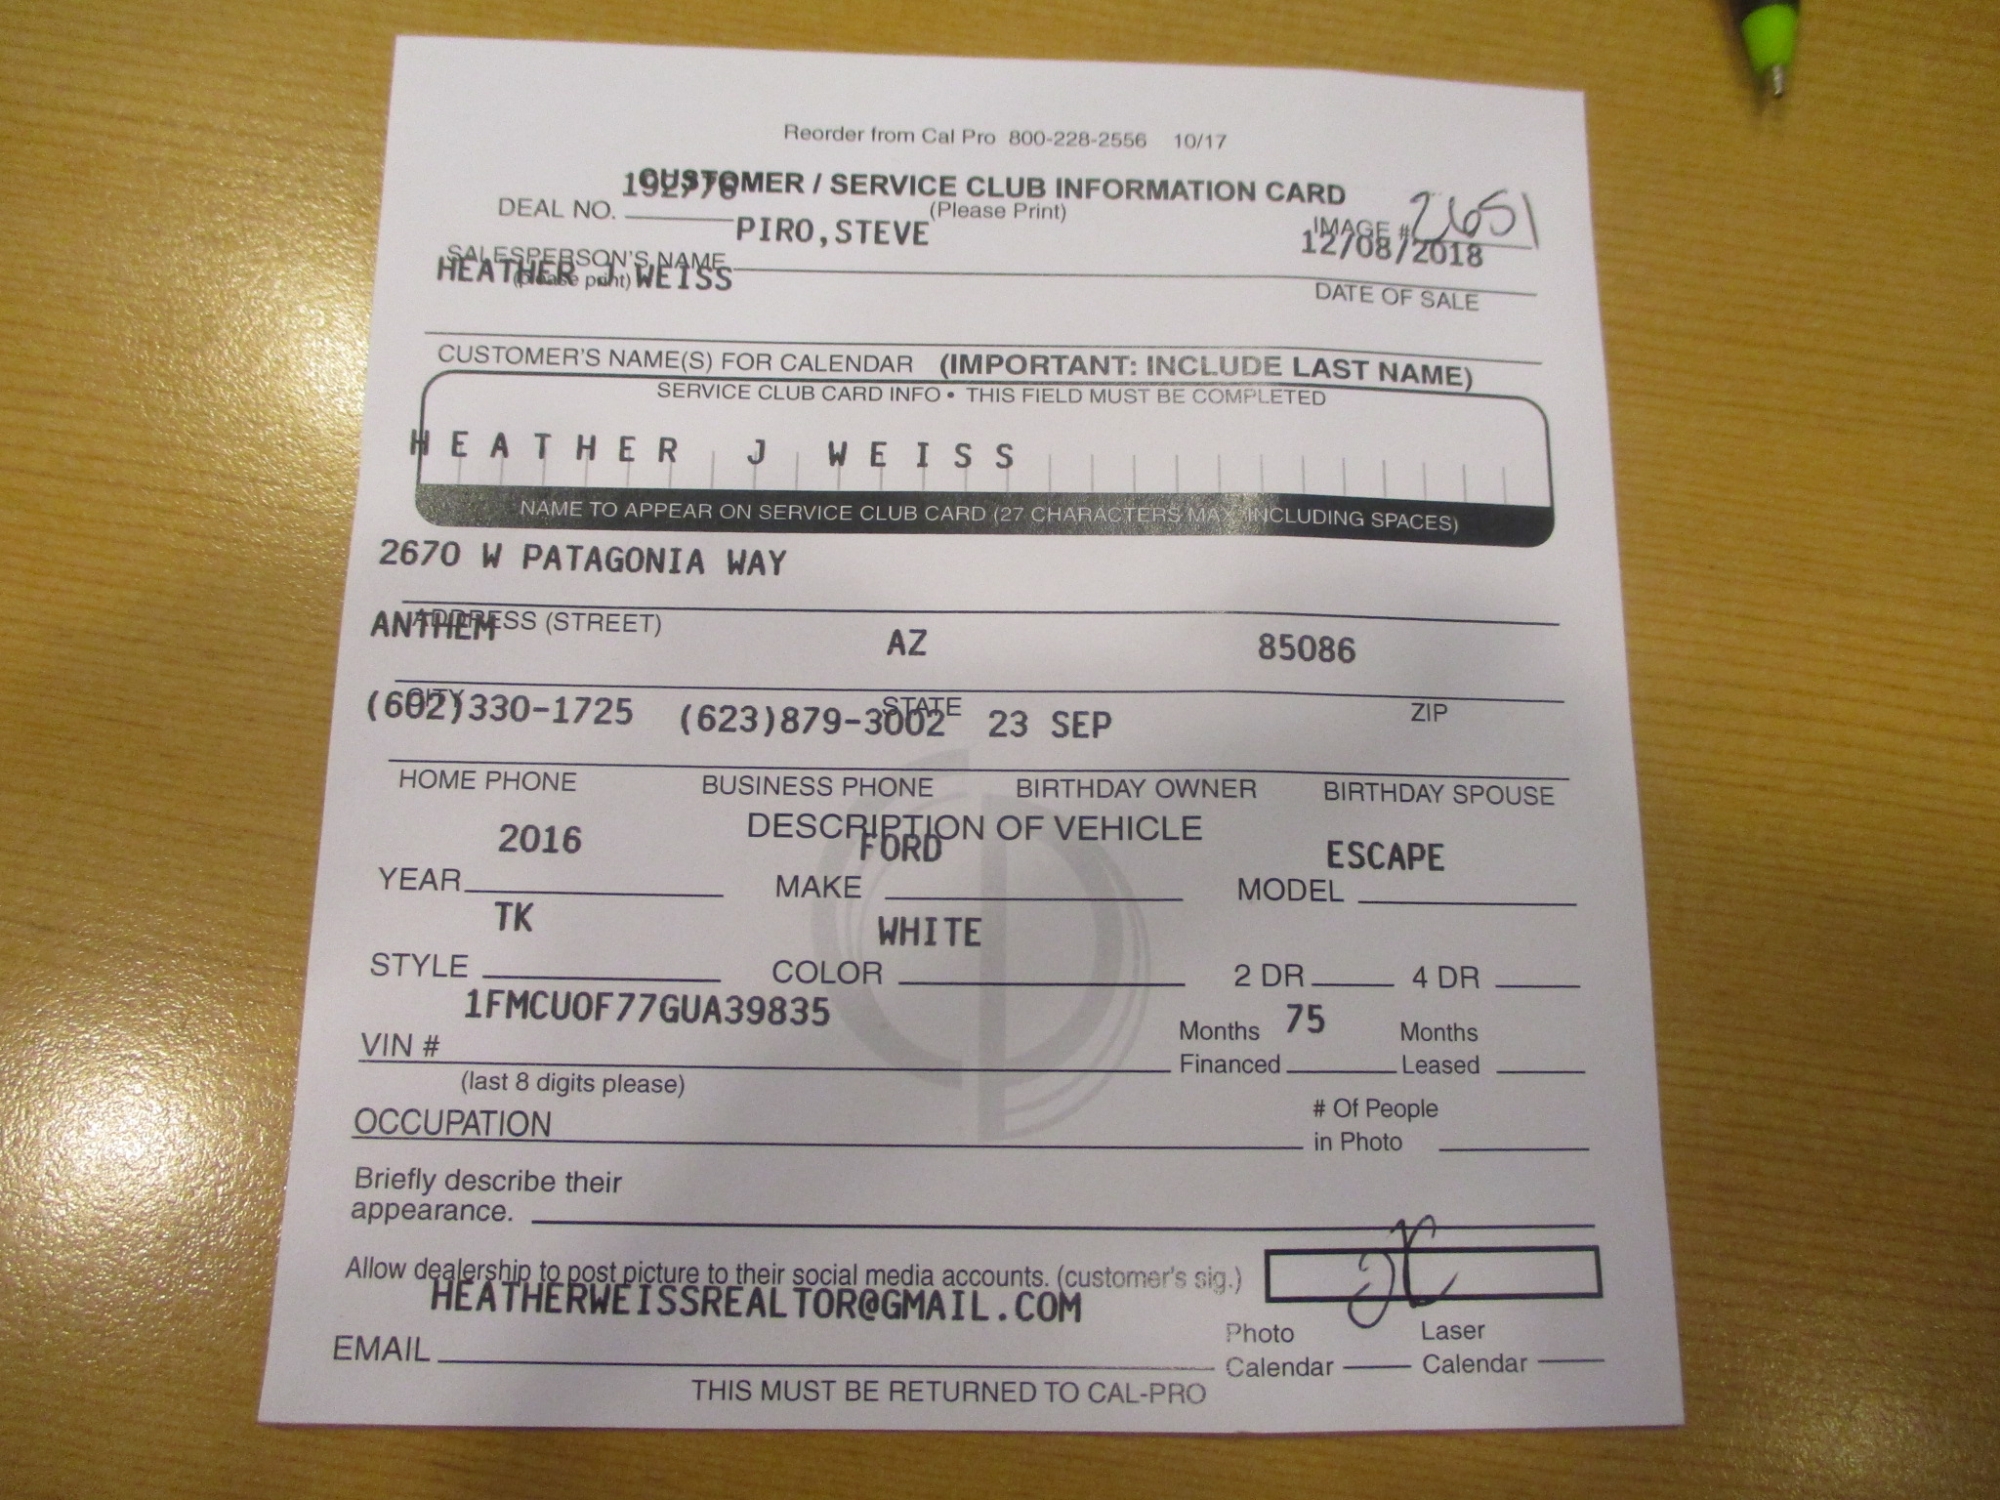 Reorder from Cal Pro 800-228-2556 10/17
CUSTOMER / SERVICE CLUB INFORMATION CARD
192776
DEAL NO. (Please Print) IMAGE # 2651
PIRO,STEVE 12/08/2018
SALESPERSON'S NAME
(please print) DATE OF SALE
HEATHER J WEISS
CUSTOMER'S NAME(S) FOR CALENDAR (IMPORTANT: INCLUDE LAST NAME)
SERVICE CLUB CARD INFO • THIS FIELD MUST BE COMPLETED
HEATHER J WEISS
NAME TO APPEAR ON SERVICE CLUB CARD (27 CHARACTERS MAX INCLUDING SPACES)
2670 W PATAGONIA WAY
ADDRESS (STREET)
ANTHEM AZ 85086
CITY STATE ZIP
(602)330-1725 (623)879-3002 23 SEP
HOME PHONE BUSINESS PHONE BIRTHDAY OWNER BIRTHDAY SPOUSE
DESCRIPTION OF VEHICLE
2016 FORD ESCAPE
YEAR MAKE MODEL
TK WHITE
STYLE COLOR 2 DR 4 DR
1FMCU0F77GUA39835 75
VIN # Months Financed Months Leased
(last 8 digits please)
OCCUPATION # Of People in Photo
Briefly describe their
appearance.
Allow dealership to post picture to their social media accounts. (customer's sig.)
HEATHERWEISSREALTOR@GMAIL.COM
EMAIL Photo Calendar Laser Calendar
THIS MUST BE RETURNED TO CAL-PRO